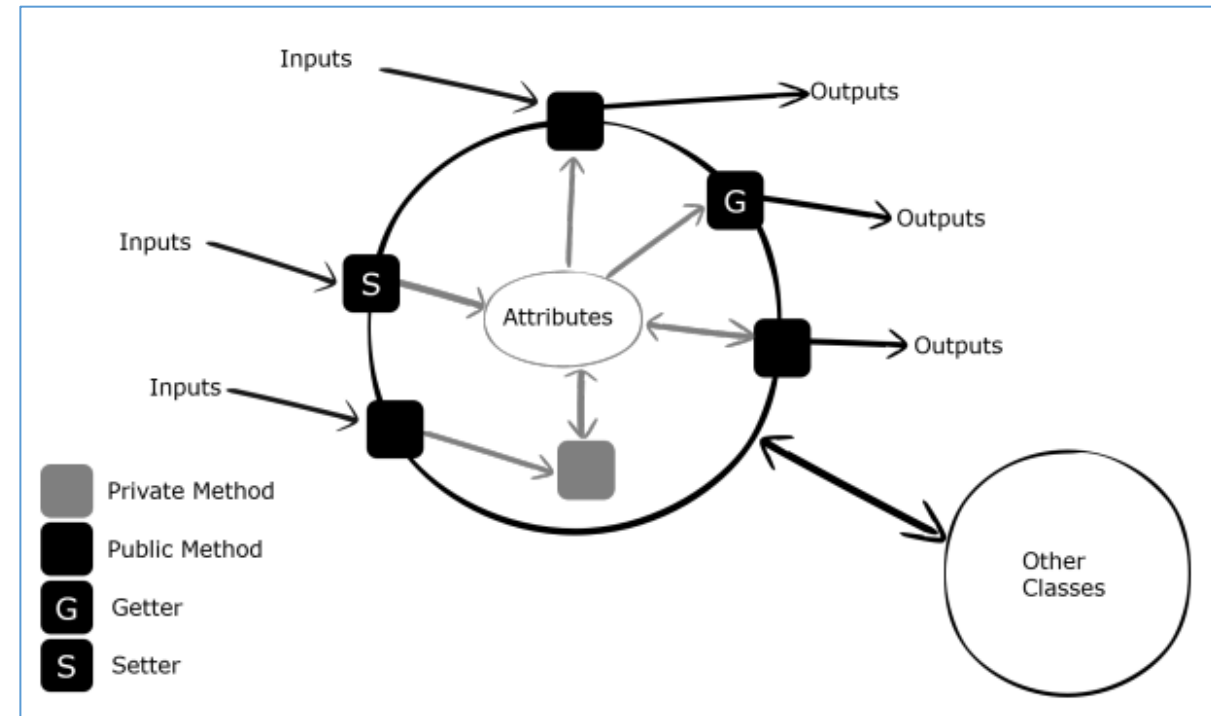 Inputs
Outputs
G
Outputs
Inputs
S
Attributes
Outputs
Inputs
Private Method
Public Method
G Getter
S Setter
Other
Classes